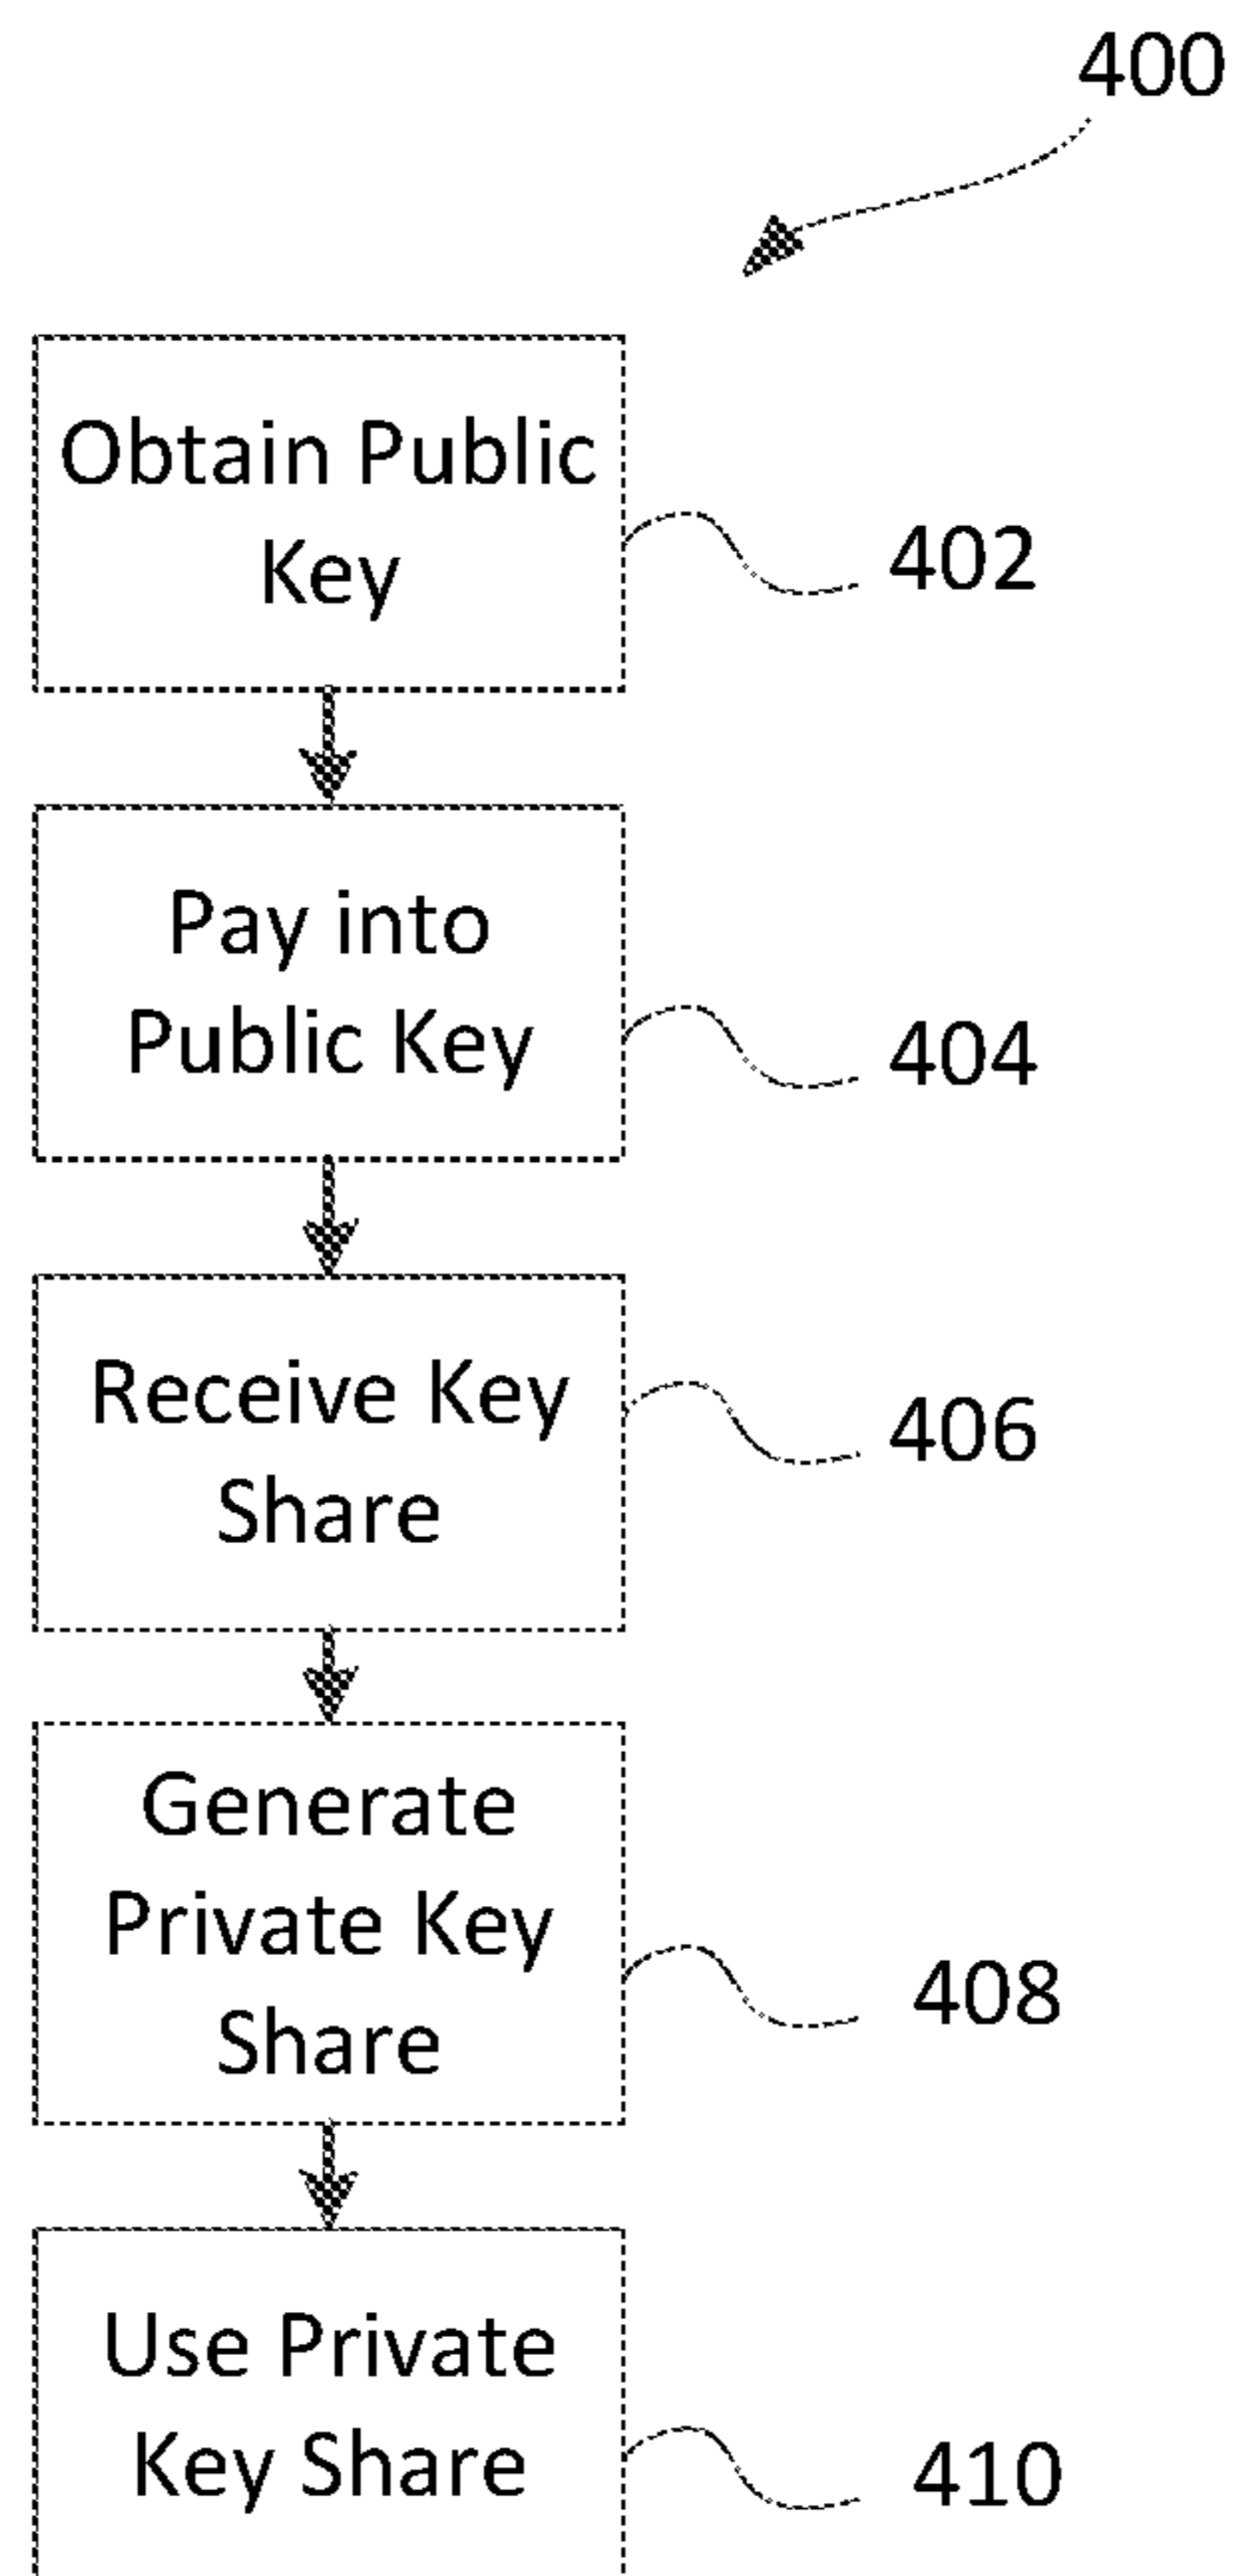 400
Obtain Public
Key
402
Pay into
Public Key
404
Receive Key
Share
406
Generate
Private Key
Share
408
Use Private
Key Share
410